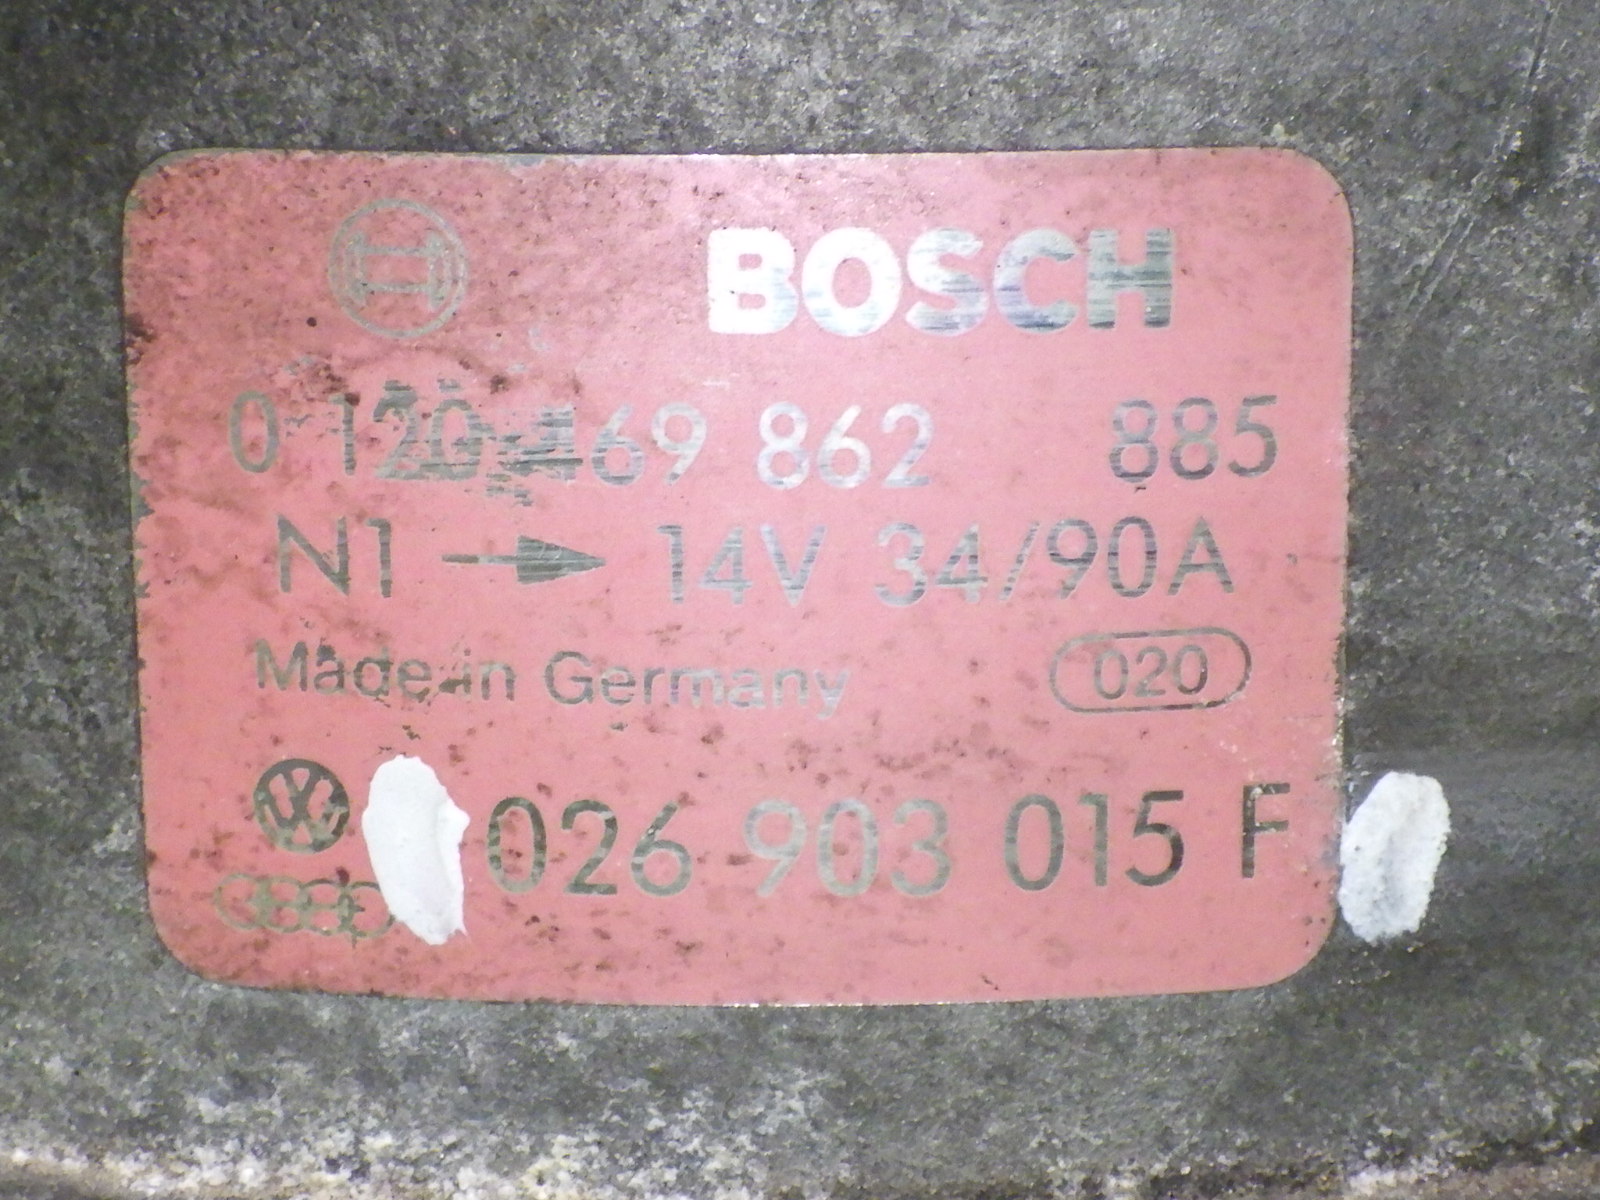 BOSCH
0 120 469 862 885
N1 → 14V 34/90A
Made in Germany 020
026 903 015 F